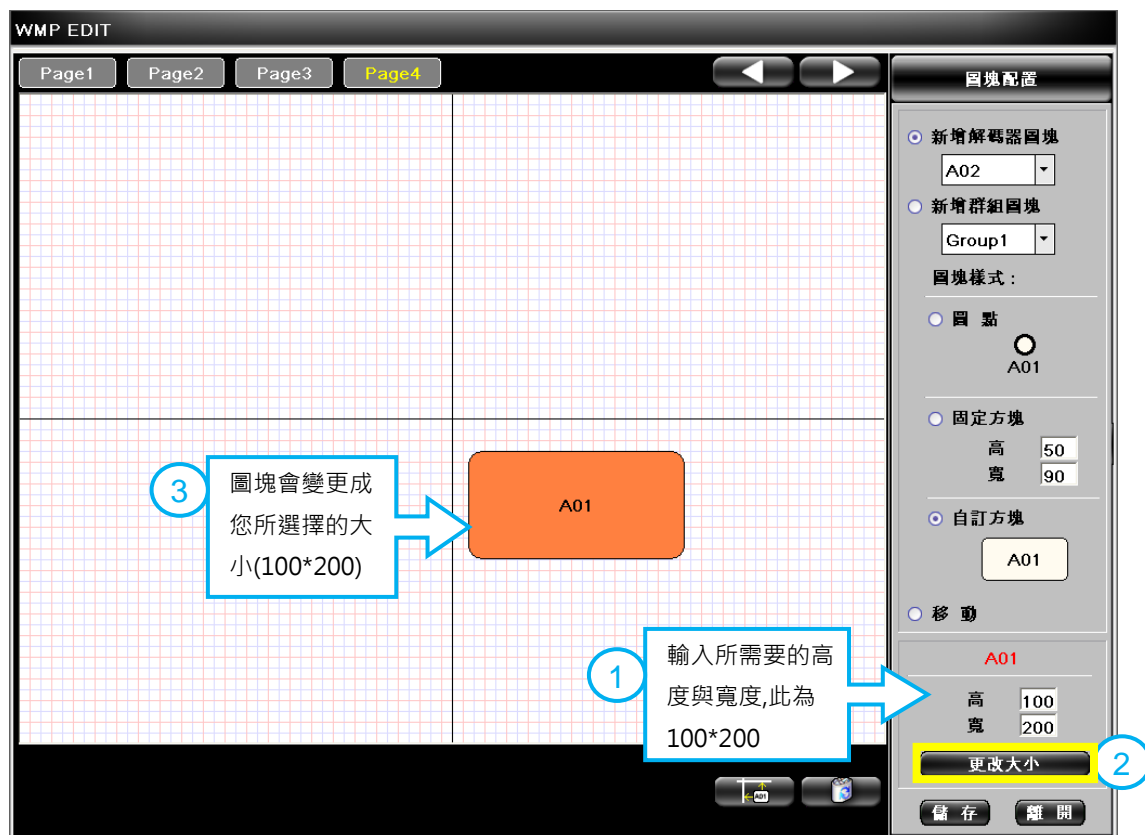 WMP EDIT
Page1 Page2 Page3 Page4
圖塊配置
新增解碼器圖塊
A02
新增群組圖塊
Group1
圖塊樣式:
圓 點
A01
固定方塊
高 50
寬 90
自訂方塊
A01
移 動
A01
高 100
寬 200
更改大小
2
儲 存 離 開
A01
3
圖塊會變更成
您所選擇的大
小(100*200)
1
輸入所需要的高
度與寬度,此為
100*200
A01